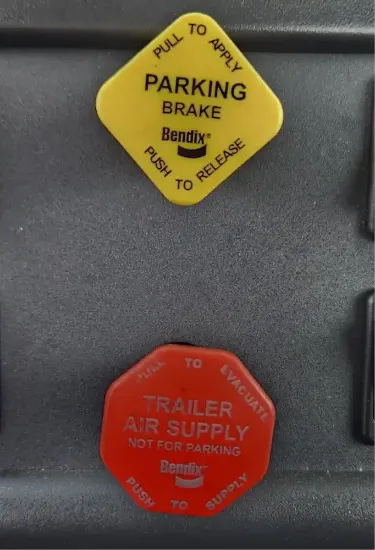 PULL TO APPLY
PARKING
BRAKE
Bendix®
PUSH TO RELEASE
PULL TO EVACUATE
TRAILER
AIR SUPPLY
NOT FOR PARKING
Bendix®
PUSH TO SUPPLY